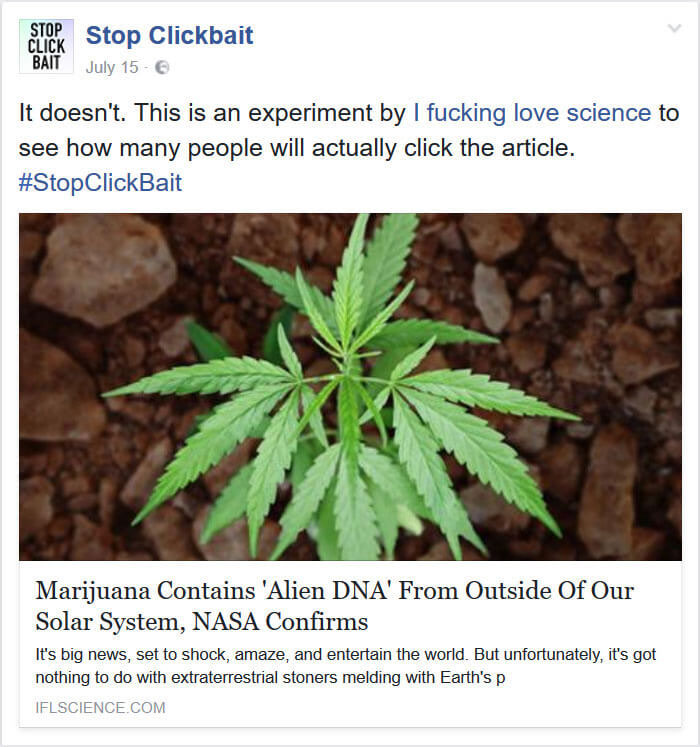 STOP
CLICK
BAIT
Stop Clickbait
July 15 ·
It doesn't. This is an experiment by I fucking love science to
see how many people will actually click the article.
#StopClickBait
Marijuana Contains 'Alien DNA' From Outside Of Our
Solar System, NASA Confirms
It's big news, set to shock, amaze, and entertain the world. But unfortunately, it's got
nothing to do with extraterrestrial stoners melding with Earth's p
IFLSCIENCE.COM